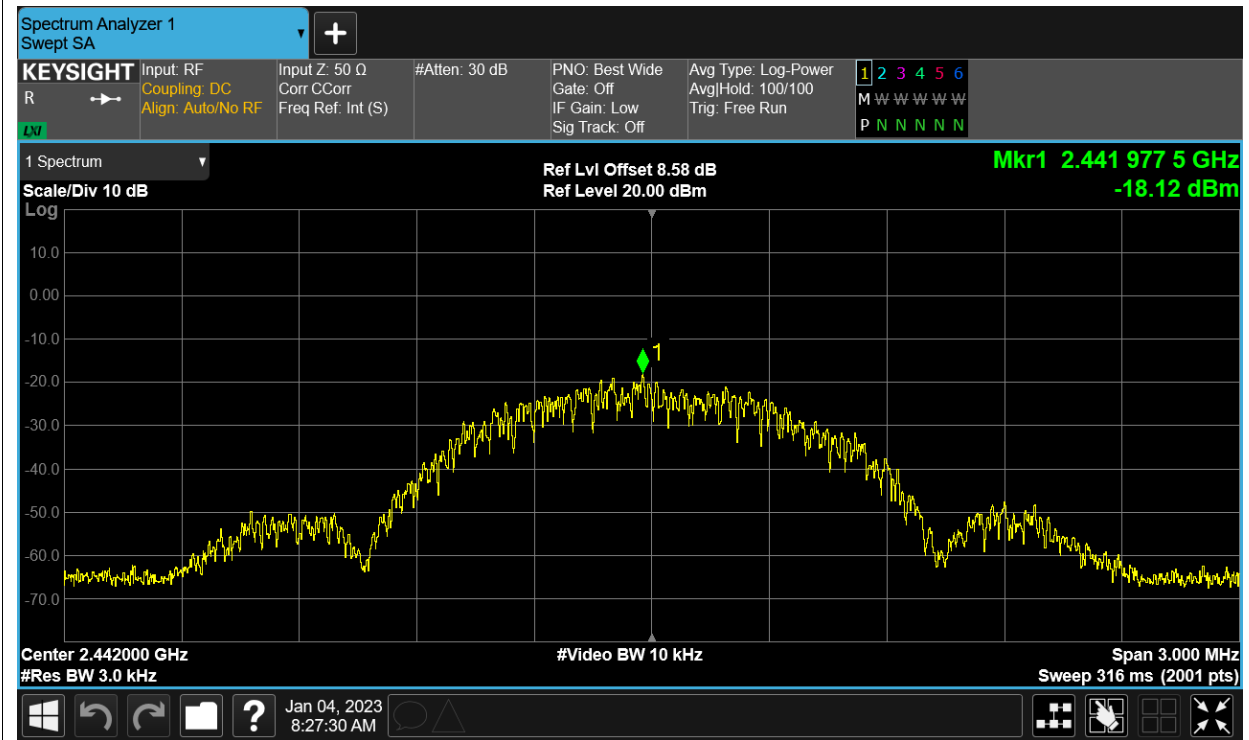 Spectrum Analyzer 1
Swept SA
KEYSIGHT
R
LXI
Input: RF
Coupling: DC
Align: Auto/No RF
Input Z: 50 Ω
Corr CCorr
Freq Ref: Int (S)
#Atten: 30 dB
PNO: Best Wide
Gate: Off
IF Gain: Low
Sig Track: Off
Avg Type: Log-Power
Avg|Hold: 100/100
Trig: Free Run
1 2 3 4 5 6
M W W W W W
P N N N N N
1 Spectrum
Scale/Div 10 dB
Log
Ref Lvl Offset 8.58 dB
Ref Level 20.00 dBm
Mkr1 2.441 977 5 GHz
-18.12 dBm
10.0
0.00
-10.0
1
-20.0
-30.0
-40.0
-50.0
-60.0
-70.0
Center 2.442000 GHz
#Res BW 3.0 kHz
#Video BW 10 kHz
Span 3.000 MHz
Sweep 316 ms (2001 pts)
?
Jan 04, 2023
8:27:30 AM